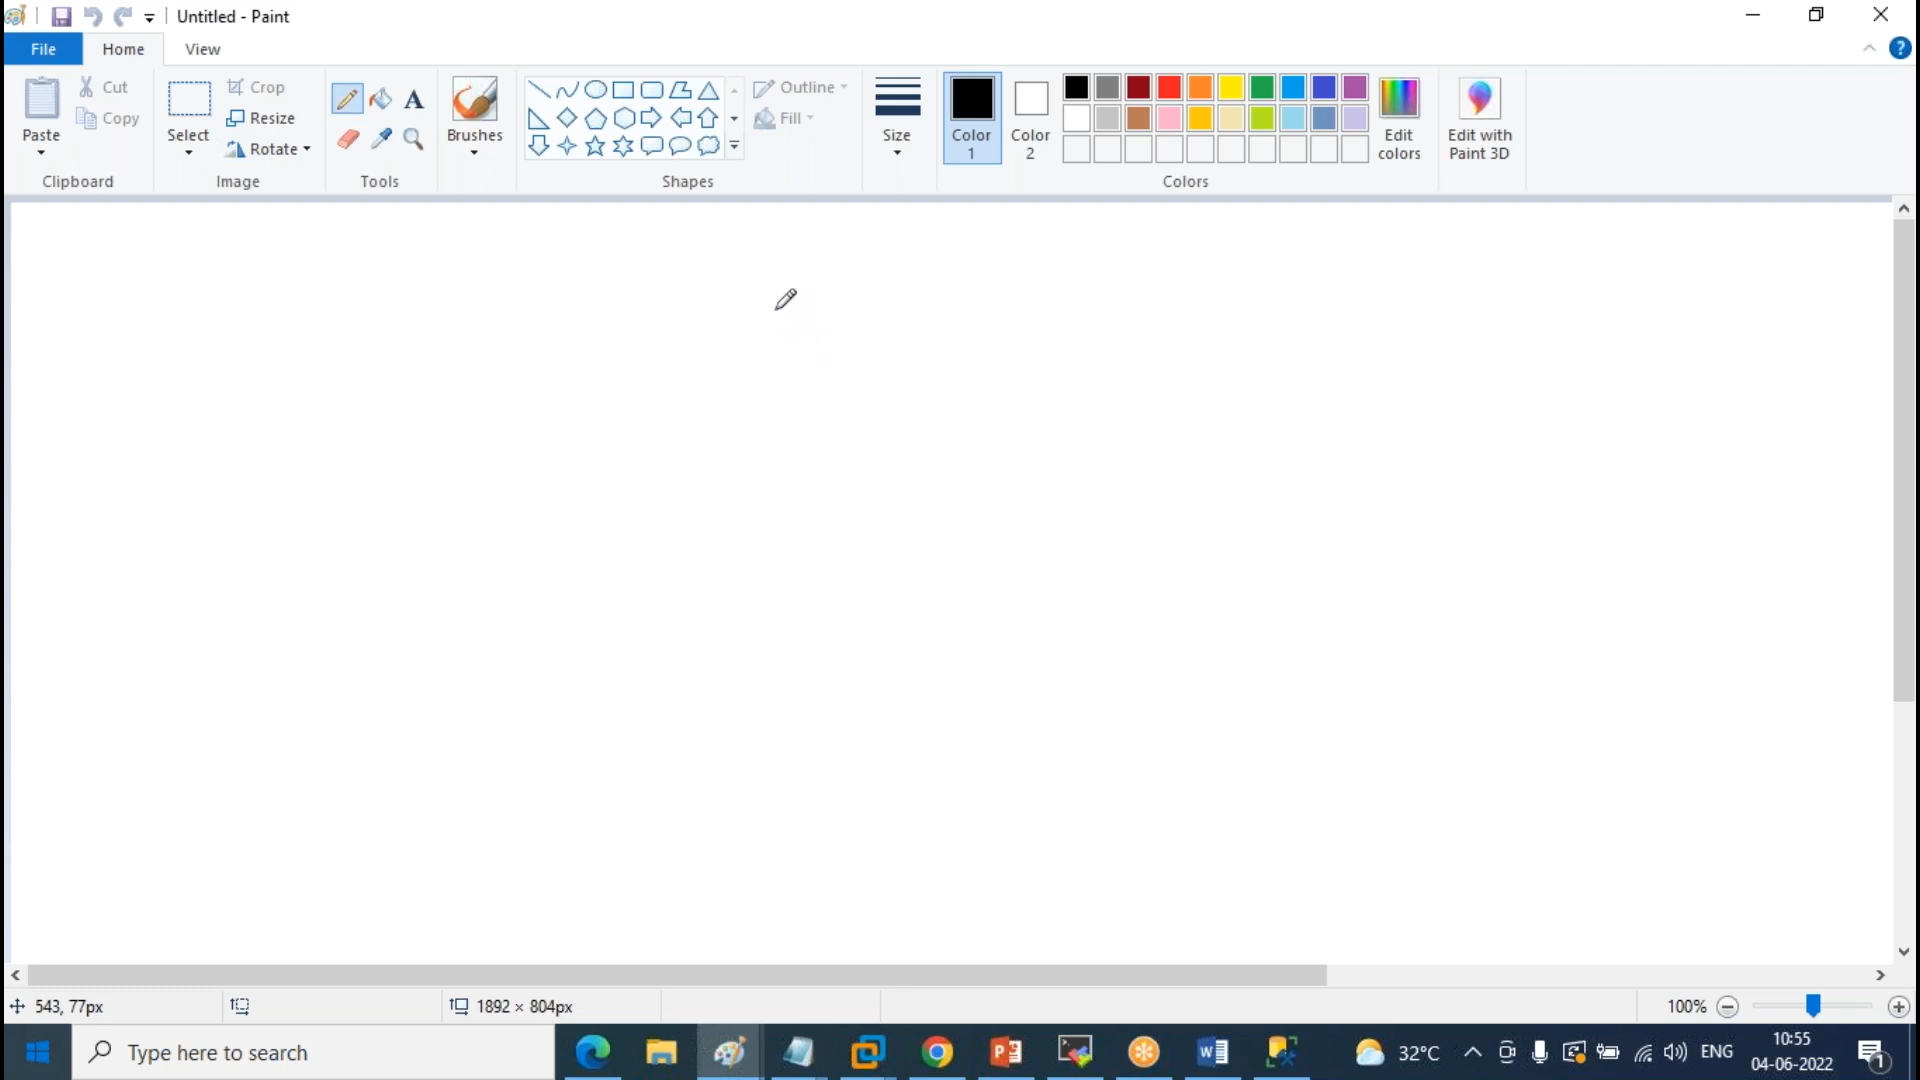 Untitled - Paint
File Home View
Paste
Cut
Copy
Clipboard
Select
Crop
Resize
Rotate
Image
A
Tools
Brushes
Shapes
Outline
Fill
Size
Color
1
Color
2
Colors
Edit
colors
Edit with
Paint 3D
543, 77px
1892 × 804px
100%
Type here to search
32°C
ENG
10:55
04-06-2022
1